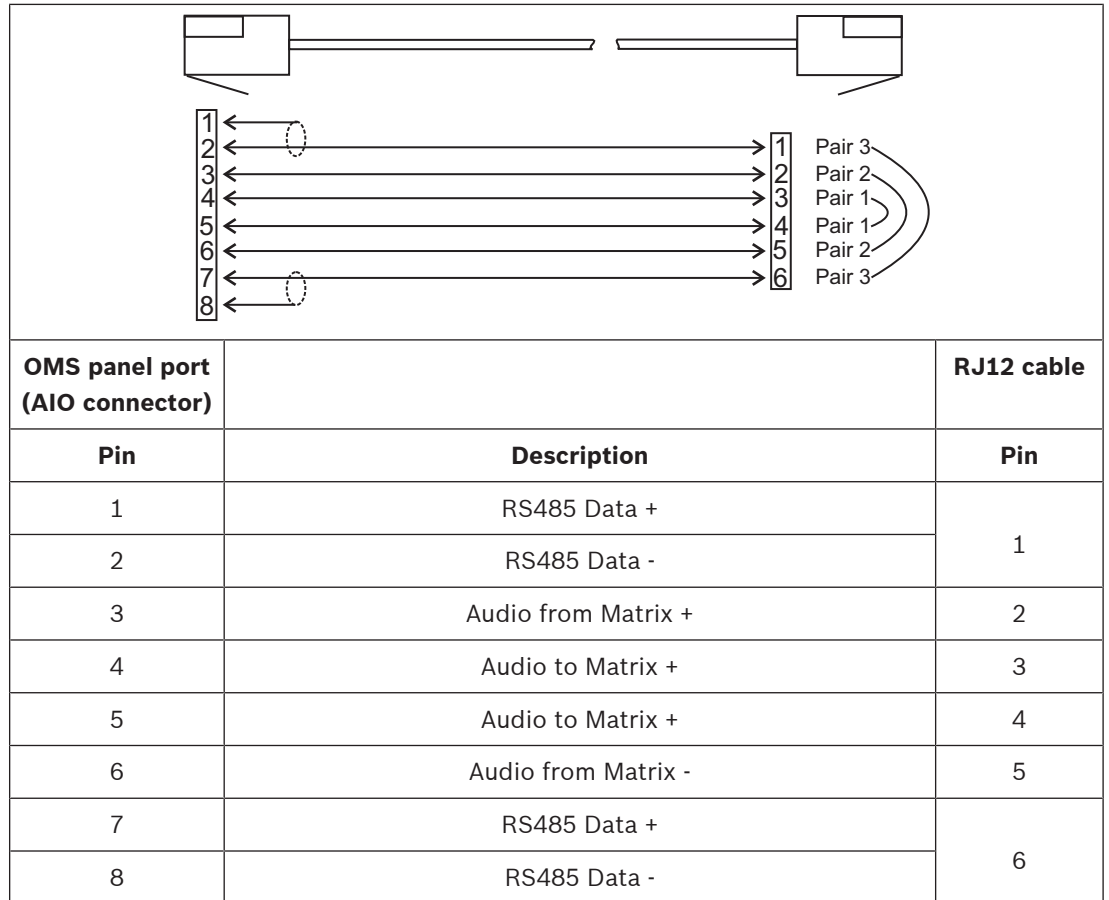 1
2
3
4
5
6
7
8
1 Pair 3
2 Pair 2
3 Pair 1
4 Pair 1
5 Pair 2
6 Pair 3
OMS panel port
(AIO connector)
RJ12 cable
Pin Description Pin
1 RS485 Data +
1
2 RS485 Data -
3 Audio from Matrix + 2
4 Audio to Matrix + 3
5 Audio to Matrix + 4
6 Audio from Matrix - 5
7 RS485 Data +
6
8 RS485 Data -